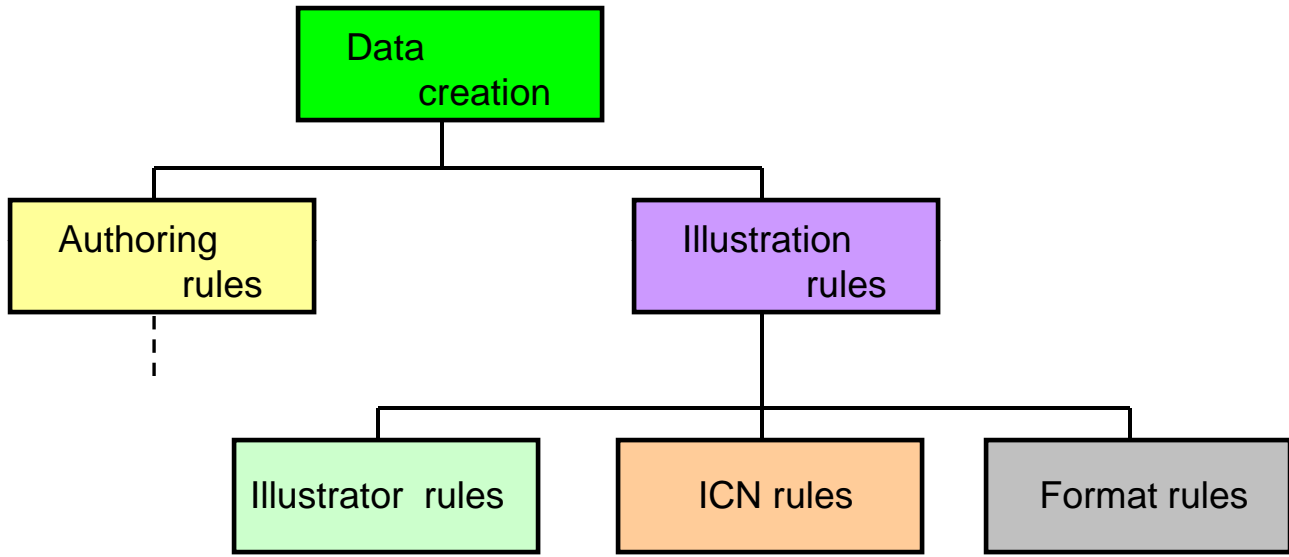 Data
creation
Authoring
rules
Illustration
rules
Illustrator rules
ICN rules
Format rules